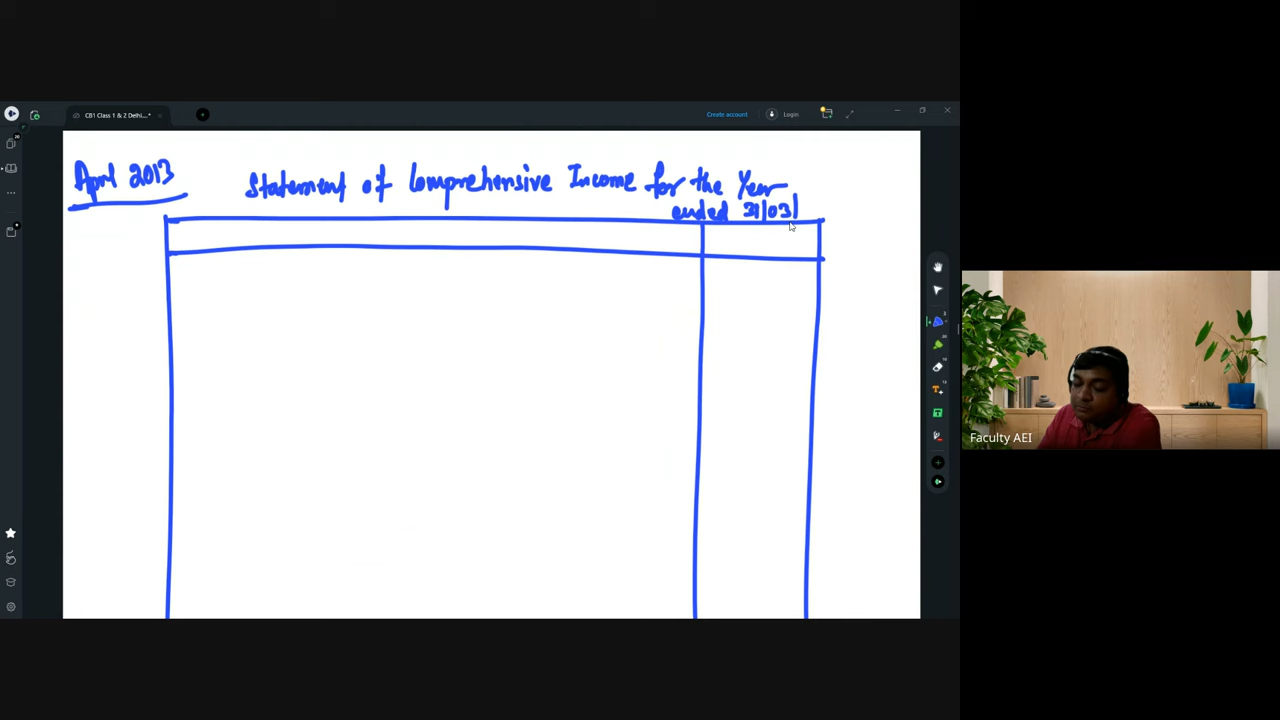 CB1 Class 1 & 2 Delhi...*
Create account
Login
April 2013
Statement of Comprehensive Income for the Year
ended 31/03/
Faculty AEI